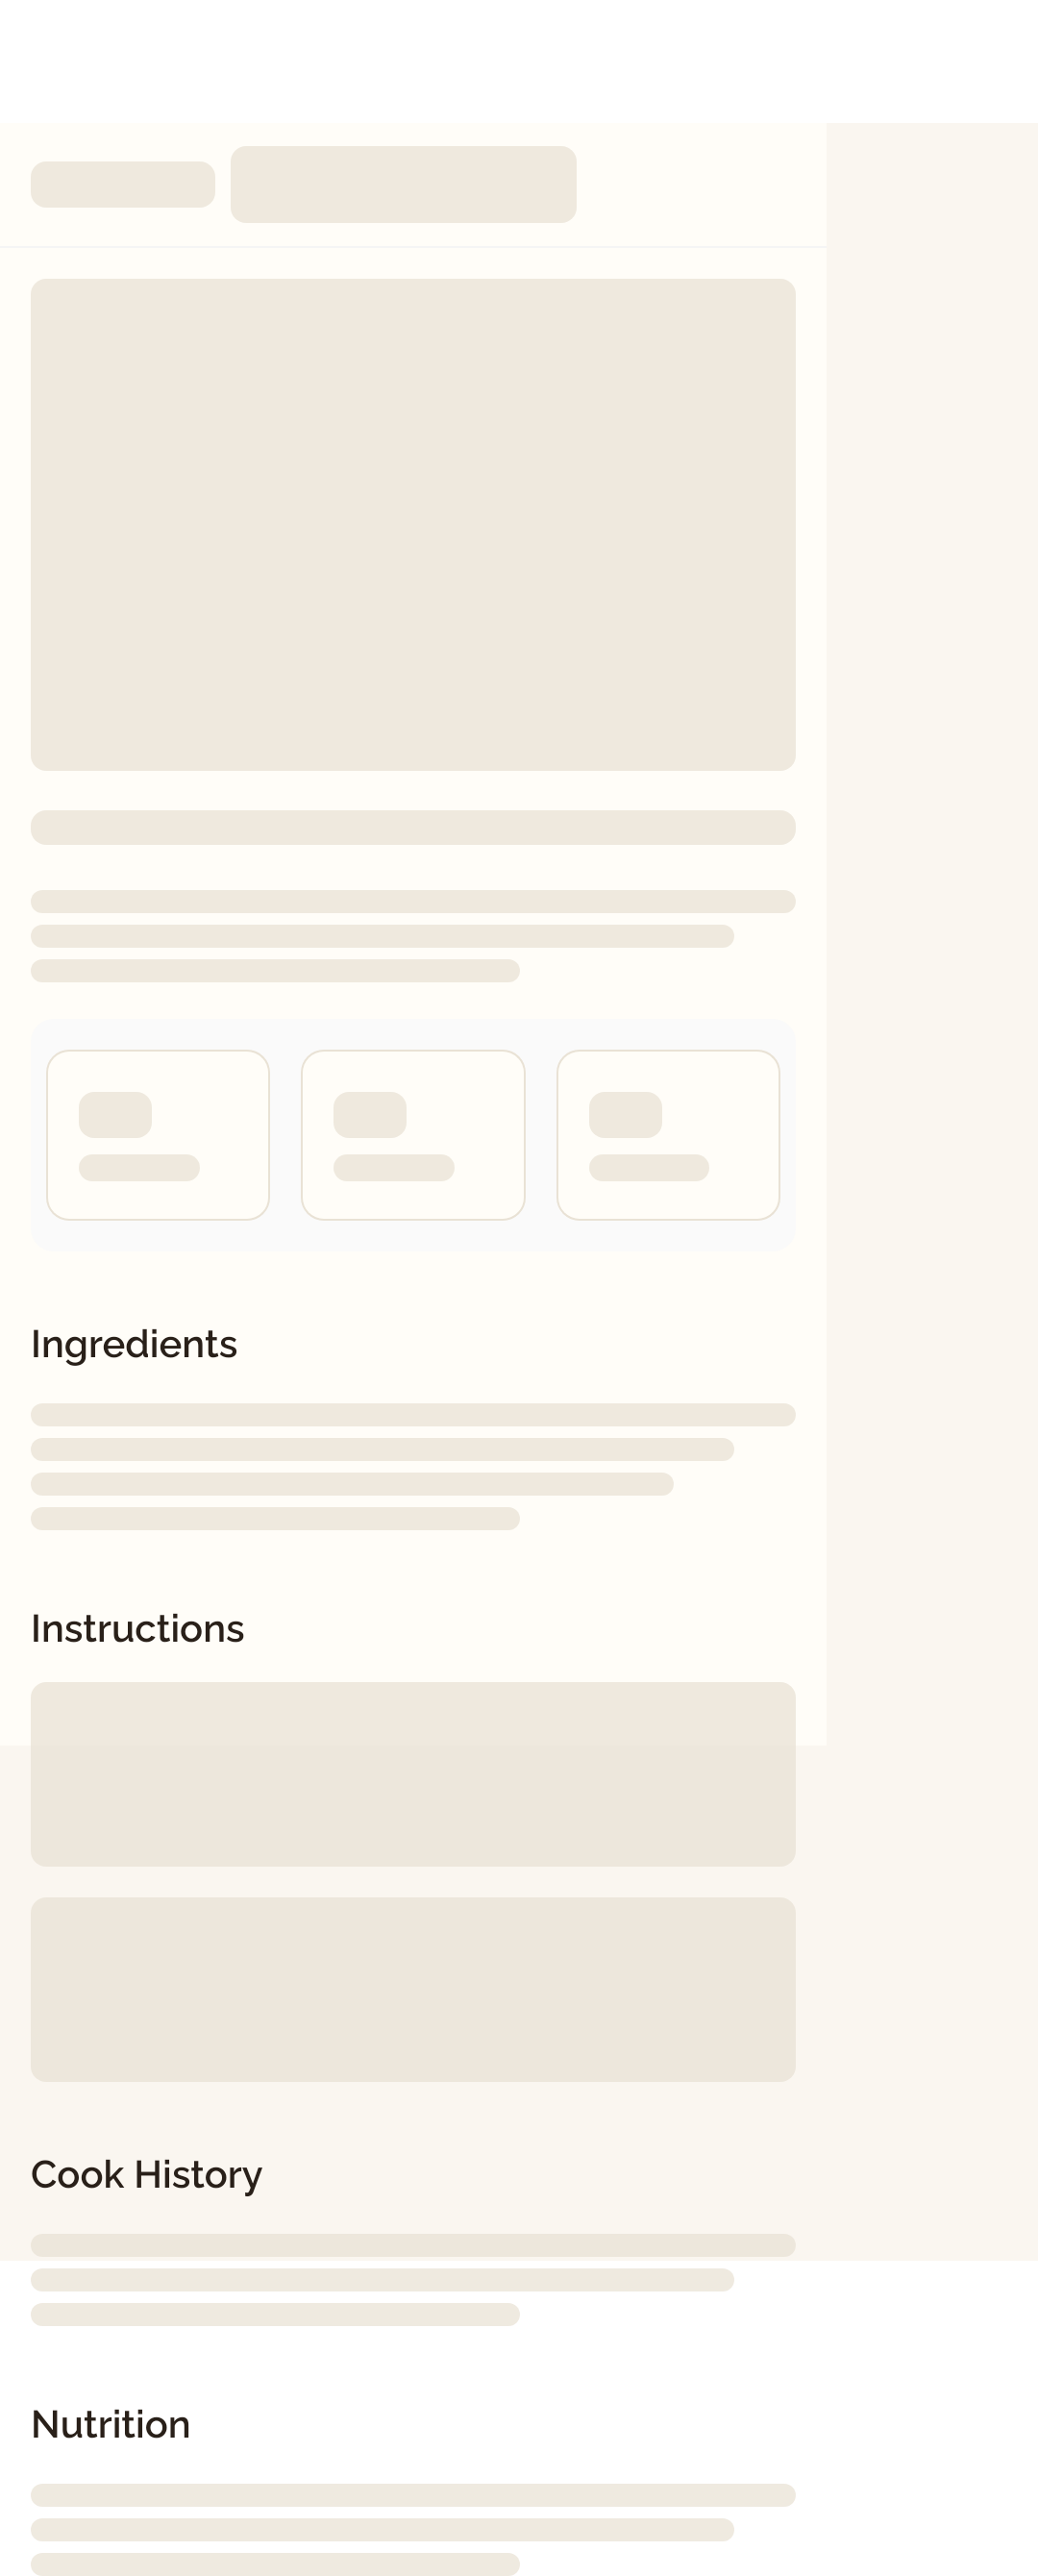 Ingredients
Instructions
Cook History
Nutrition